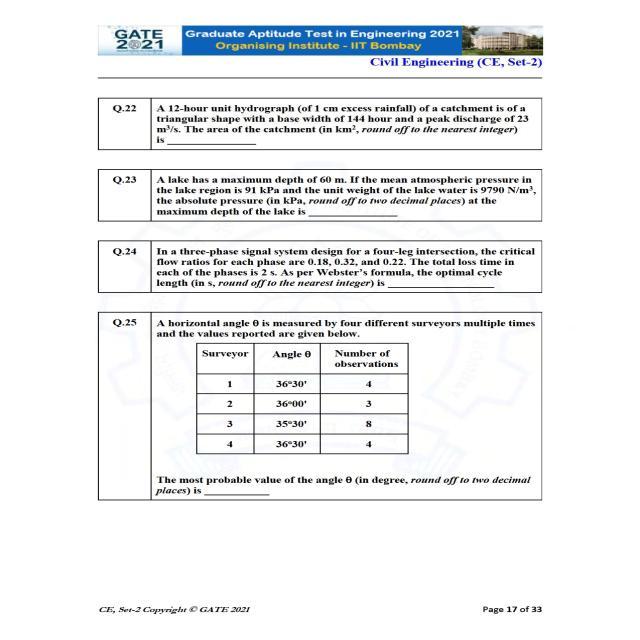 GATE
2021
Graduate Aptitude Test in Engineering 2021
Organising Institute - IIT Bombay
Civil Engineering (CE, Set-2)
Q.22 A 12-hour unit hydrograph (of 1 cm excess rainfall) of a catchment is of a
triangular shape with a base width of 144 hour and a peak discharge of 23
m³/s. The area of the catchment (in km², round off to the nearest integer)
is _______________
Q.23 A lake has a maximum depth of 60 m. If the mean atmospheric pressure in
the lake region is 91 kPa and the unit weight of the lake water is 9790 N/m³,
the absolute pressure (in kPa, round off to two decimal places) at the
maximum depth of the lake is _______________
Q.24 In a three-phase signal system design for a four-leg intersection, the critical
flow ratios for each phase are 0.18, 0.32, and 0.22. The total loss time in
each of the phases is 2 s. As per Webster's formula, the optimal cycle
length (in s, round off to the nearest integer) is _______________
Q.25 A horizontal angle θ is measured by four different surveyors multiple times
and the values reported are given below.
Surveyor Angle θ Number of
observations
1 36°30' 4
2 36°00' 3
3 35°30' 8
4 36°30' 4
The most probable value of the angle θ (in degree, round off to two decimal
places) is ___________
CE, Set-2 Copyright © GATE 2021 Page 17 of 33